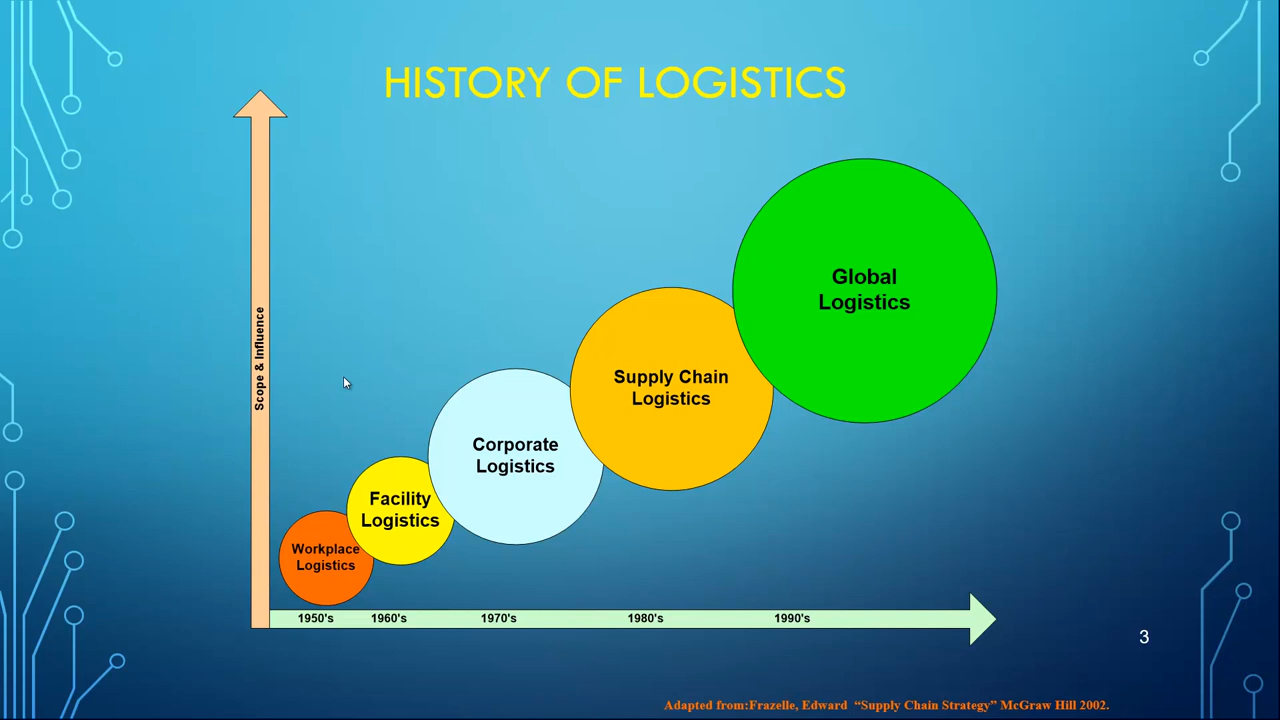 HISTORY OF LOGISTICS
Scope & Influence
Global
Logistics
Supply Chain
Logistics
Corporate
Logistics
Facility
Logistics
Workplace
Logistics
1950's 1960's 1970's 1980's 1990's
3
Adapted from:Frazelle, Edward “Supply Chain Strategy” McGraw Hill 2002.